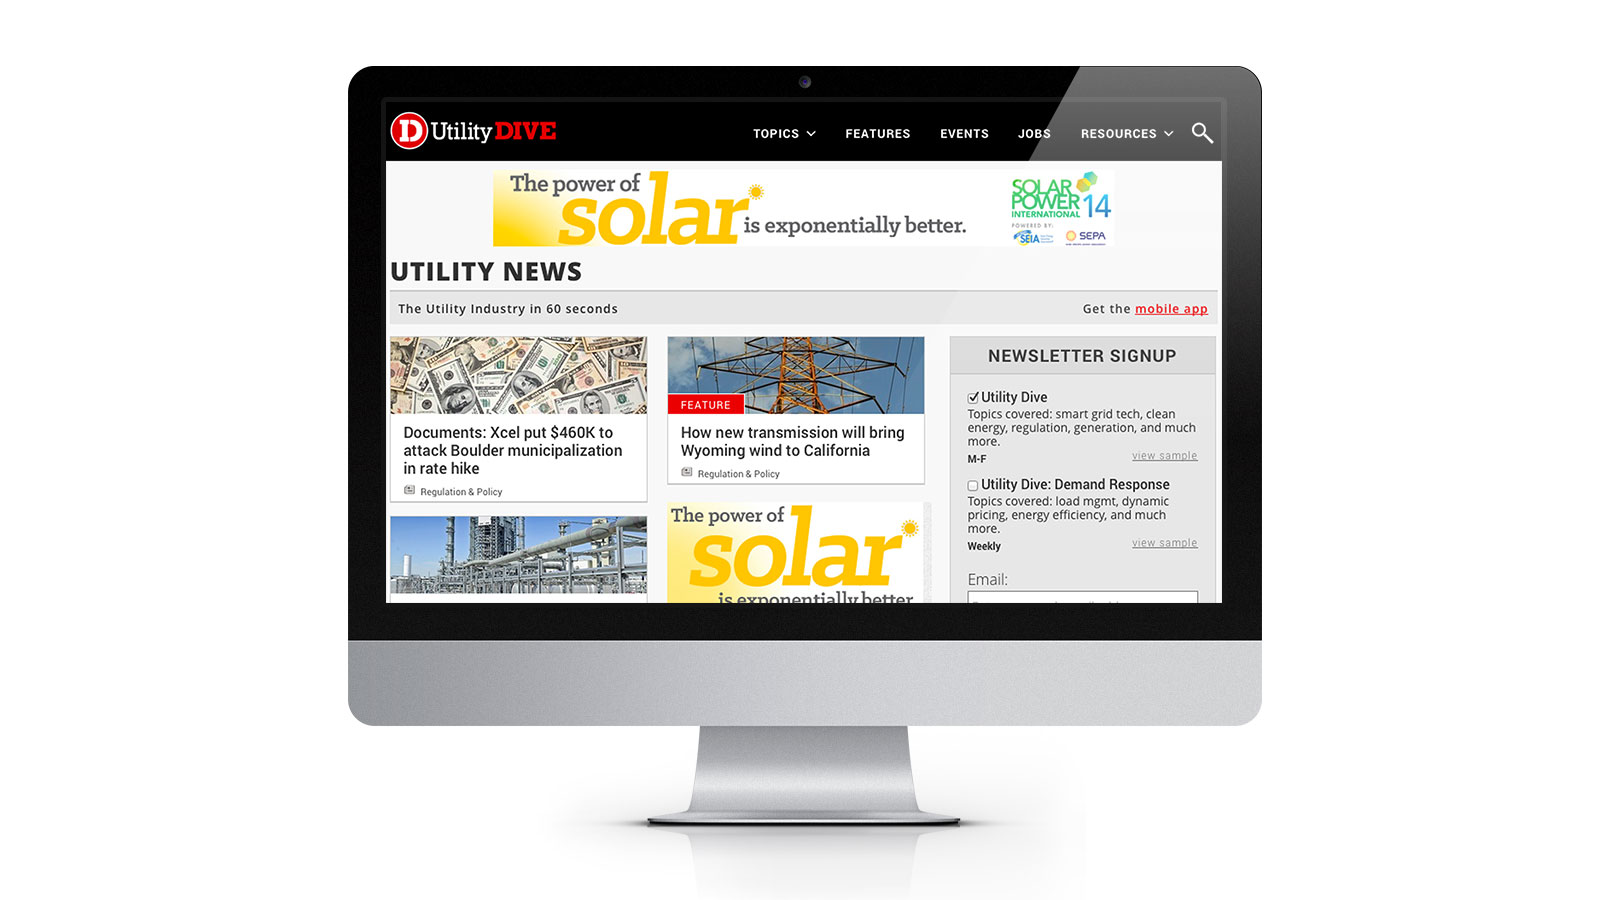 D Utility DIVE
TOPICS
FEATURES
EVENTS
JOBS
RESOURCES
The power of
solar
is exponentially better.
SOLAR
POWER
INTERNATIONAL
14
POWERED BY:
SEIA
SEPA
UTILITY NEWS
The Utility Industry in 60 seconds
Get the mobile app
Documents: Xcel put $460K to
attack Boulder municipalization
in rate hike
Regulation & Policy
FEATURE
How new transmission will bring
Wyoming wind to California
Regulation & Policy
The power of
solar
is exponentially better
NEWSLETTER SIGNUP
Utility Dive
Topics covered: smart grid tech, clean
energy, regulation, generation, and much
more.
M-F
view sample
Utility Dive: Demand Response
Topics covered: load mgmt, dynamic
pricing, energy efficiency, and much
more.
Weekly
view sample
Email: